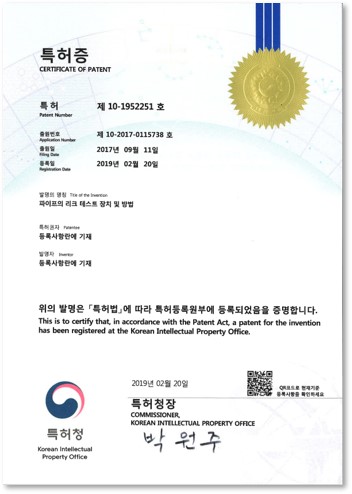 특허증
CERTIFICATE OF PATENT
특 허 제 10-1952251 호
Patent Number
출원번호 제 10-2017-0115738 호
Application Number
출원일 2017년 09월 11일
Filing Date
등록일 2019년 02월 20일
Registration Date
발명의 명칭 Title of the Invention
파이프의 리크 테스트 장치 및 방법
특허권자 Patentee
등록사항란에 기재
발명자 Inventor
등록사항란에 기재
위의 발명은 「특허법」에 따라 특허등록원부에 등록되었음을 증명합니다.
This is to certify that, in accordance with the Patent Act, a patent for the invention
has been registered at the Korean Intellectual Property Office.
2019년 02월 20일
QR코드로 현재기준
등록사항을 확인하세요
특허청장
COMMISSIONER,
KOREAN INTELLECTUAL PROPERTY OFFICE
박원주
특허청
Korean Intellectual
Property Office